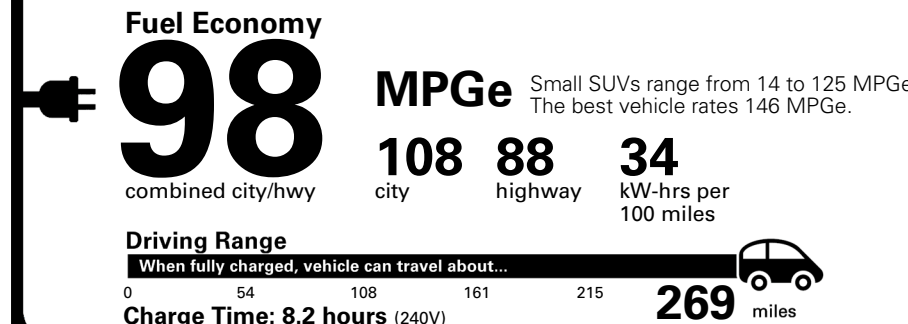 Fuel Economy
98
MPGe
Small SUVs range from 14 to 125 MPGe
The best vehicle rates 146 MPGe.
combined city/hwy
108 88 34
city highway kW-hrs per
100 miles
Driving Range
When fully charged, vehicle can travel about...
0 54 108 161 215 269 miles
Charge Time: 8.2 hours (240V)